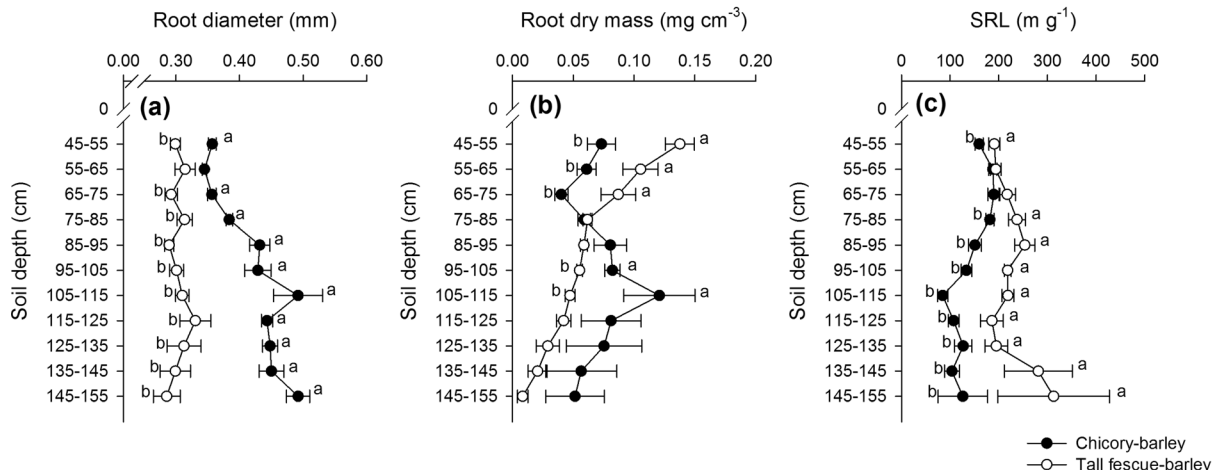 Root diameter (mm) Root dry mass (mg cm⁻³) SRL (m g⁻¹)
0.00 0.30 0.40 0.50 0.60 0.00 0.05 0.10 0.15 0.20 0 100 200 300 400 500
0 (a) 0 (b) 0 (c)
45-55 b a 45-55 b a 45-55 b a
55-65 55-65 b a 55-65
65-75 b a 65-75 b a 65-75 a
75-85 b a 75-85 75-85 b a
85-95 b a 85-95 85-95 b a
95-105 b a 95-105 b a 95-105 b a
105-115 b a 105-115 b a 105-115 b a
115-125 b a 115-125 115-125 b a
125-135 b a 125-135 125-135 b a
135-145 b a 135-145 135-145 b a
145-155 b a 145-155 145-155 b a
Soil depth (cm) Soil depth (cm) Soil depth (cm)
Chicory-barley
Tall fescue-barley